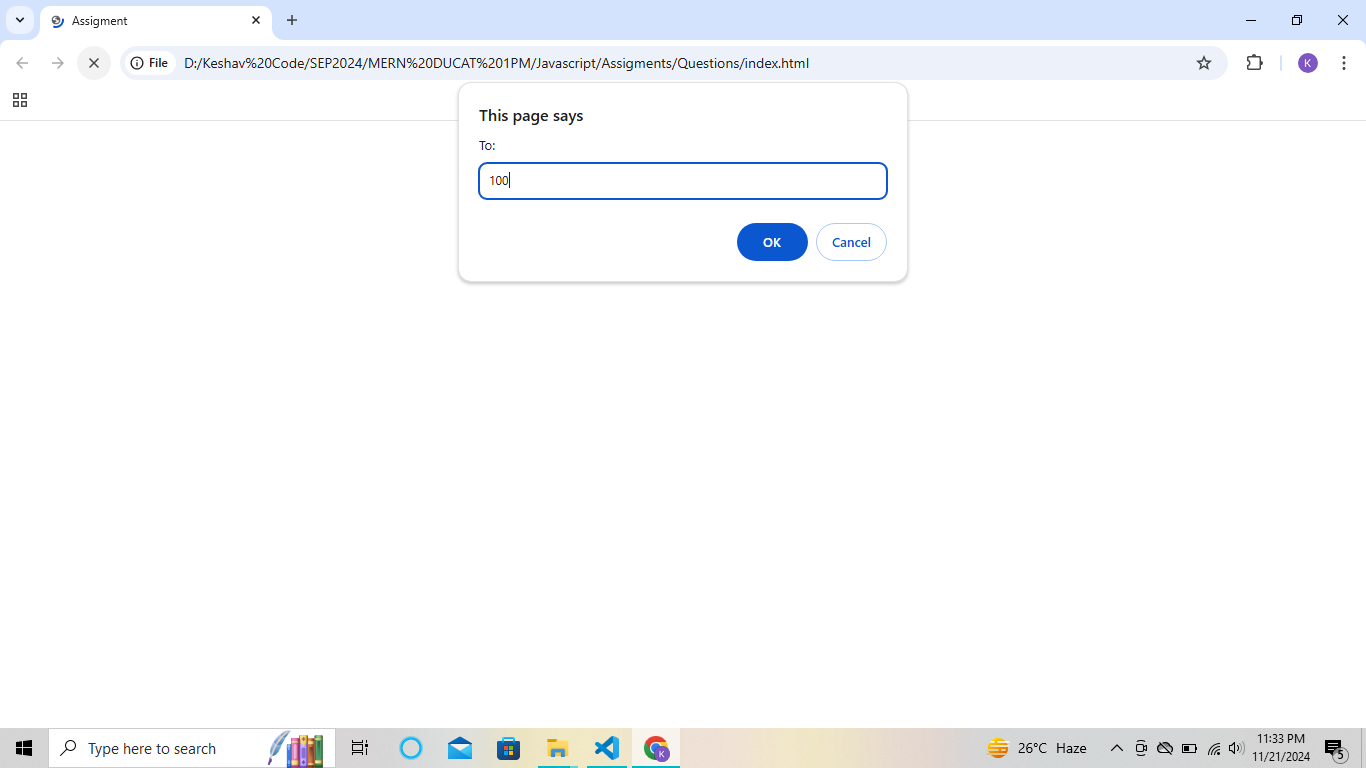 Assigment
File
D:/Keshav%20Code/SEP2024/MERN%20DUCAT%201PM/Javascript/Assigments/Questions/index.html
K
This page says
To:
100
OK
Cancel
Type here to search
K
26°C Haze
11:33 PM
11/21/2024
5